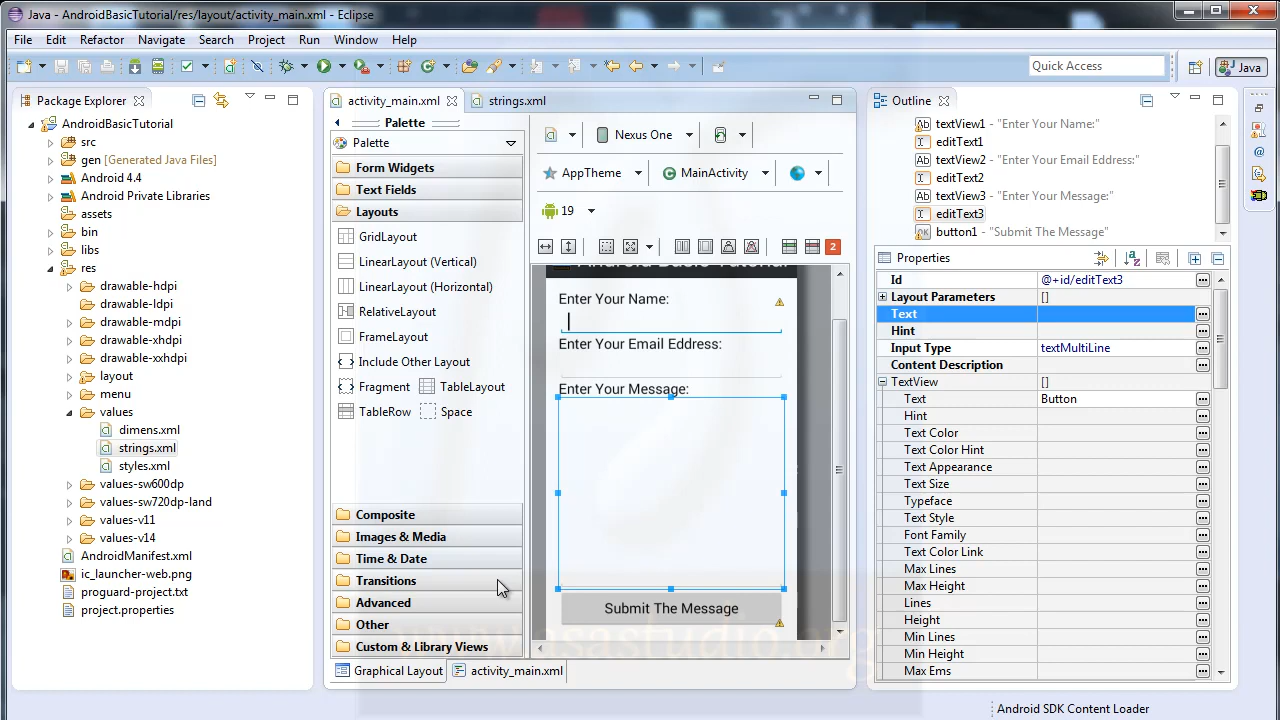 Java - AndroidBasicTutorial/res/layout/activity_main.xml - Eclipse
File Edit Refactor Navigate Search Project Run Window Help
Quick Access
Java
Package Explorer
AndroidBasicTutorial
src
gen [Generated Java Files]
Android 4.4
Android Private Libraries
assets
bin
libs
res
drawable-hdpi
drawable-ldpi
drawable-mdpi
drawable-xhdpi
drawable-xxhdpi
layout
menu
values
dimens.xml
strings.xml
styles.xml
values-sw600dp
values-sw720dp-land
values-v11
values-v14
AndroidManifest.xml
ic_launcher-web.png
proguard-project.txt
project.properties
activity_main.xml
strings.xml
Palette
Palette
Form Widgets
Text Fields
Layouts
GridLayout
LinearLayout (Vertical)
LinearLayout (Horizontal)
RelativeLayout
FrameLayout
Include Other Layout
Fragment TableLayout
TableRow Space
Composite
Images & Media
Time & Date
Transitions
Advanced
Other
Custom & Library Views
Graphical Layout activity_main.xml
Nexus One
AppTheme MainActivity
19
2
Android Basic Tutorial
Enter Your Name:
Enter Your Email Eddress:
Enter Your Message:
Submit The Message
www.asastudio.org
Outline
textView1 - "Enter Your Name:"
editText1
textView2 - "Enter Your Email Eddress:"
editText2
textView3 - "Enter Your Message:"
editText3
button1 - "Submit The Message"
Properties
Id @+id/editText3
Layout Parameters []
Text
Hint
Input Type textMultiLine
Content Description
TextView []
Text Button
Hint
Text Color
Text Color Hint
Text Appearance
Text Size
Typeface
Text Style
Font Family
Text Color Link
Max Lines
Max Height
Lines
Height
Min Lines
Min Height
Max Ems
Android SDK Content Loader